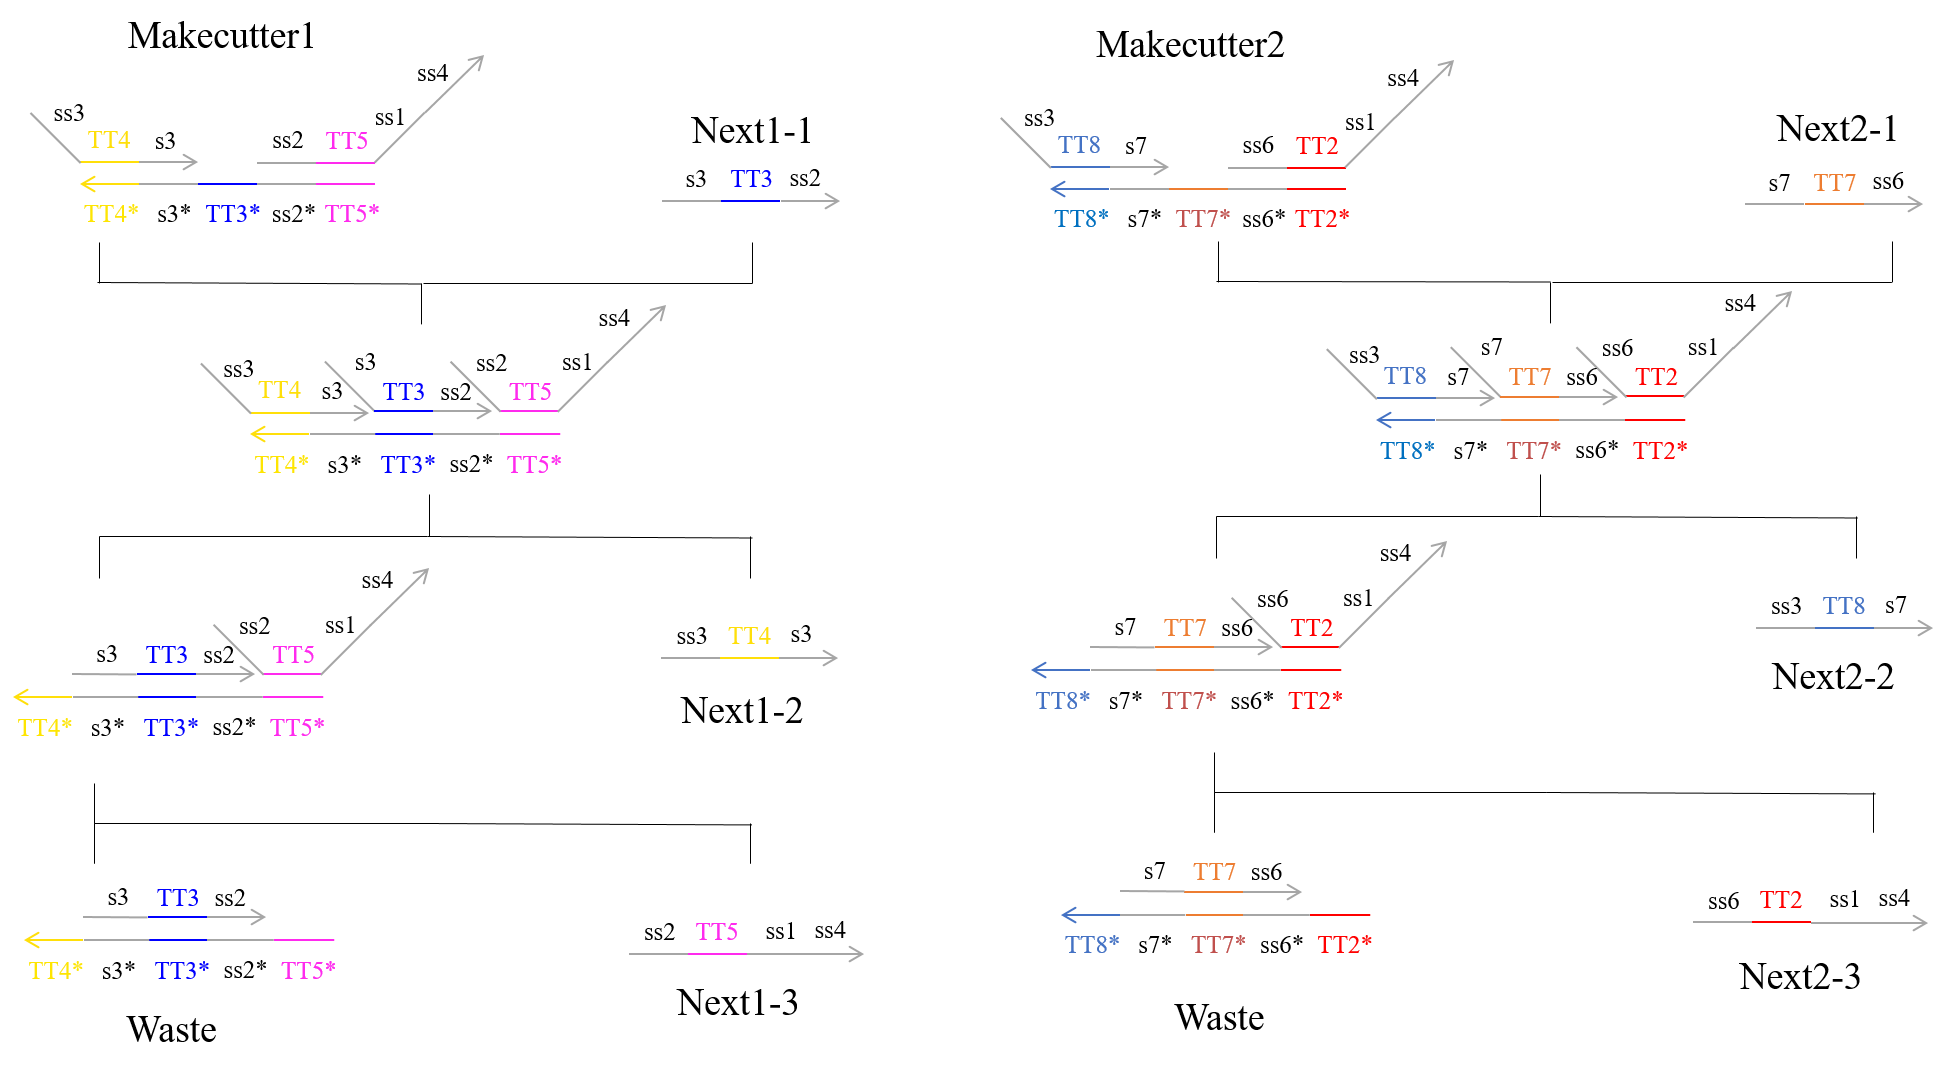 Makecutter1
ss3 TT4 s3 ss2 TT5 ss1 ss4
TT4* s3* TT3* ss2* TT5*
Next1-1
s3 TT3 ss2
ss3 TT4 s3 s3 TT3 ss2 ss2 TT5 ss1 ss4
TT4* s3* TT3* ss2* TT5*
s3 TT3 ss2 ss2 TT5 ss1 ss4
TT4* s3* TT3* ss2* TT5*
ss3 TT4 s3
Next1-2
s3 TT3 ss2
TT4* s3* TT3* ss2* TT5*
Waste
ss2 TT5 ss1 ss4
Next1-3
Makecutter2
ss3 TT8 s7 ss6 TT2 ss1 ss4
TT8* s7* TT7* ss6* TT2*
Next2-1
s7 TT7 ss6
ss3 TT8 s7 s7 TT7 ss6 ss6 TT2 ss1 ss4
TT8* s7* TT7* ss6* TT2*
s7 TT7 ss6 ss6 TT2 ss1 ss4
TT8* s7* TT7* ss6* TT2*
ss3 TT8 s7
Next2-2
s7 TT7 ss6
TT8* s7* TT7* ss6* TT2*
Waste
ss6 TT2 ss1 ss4
Next2-3